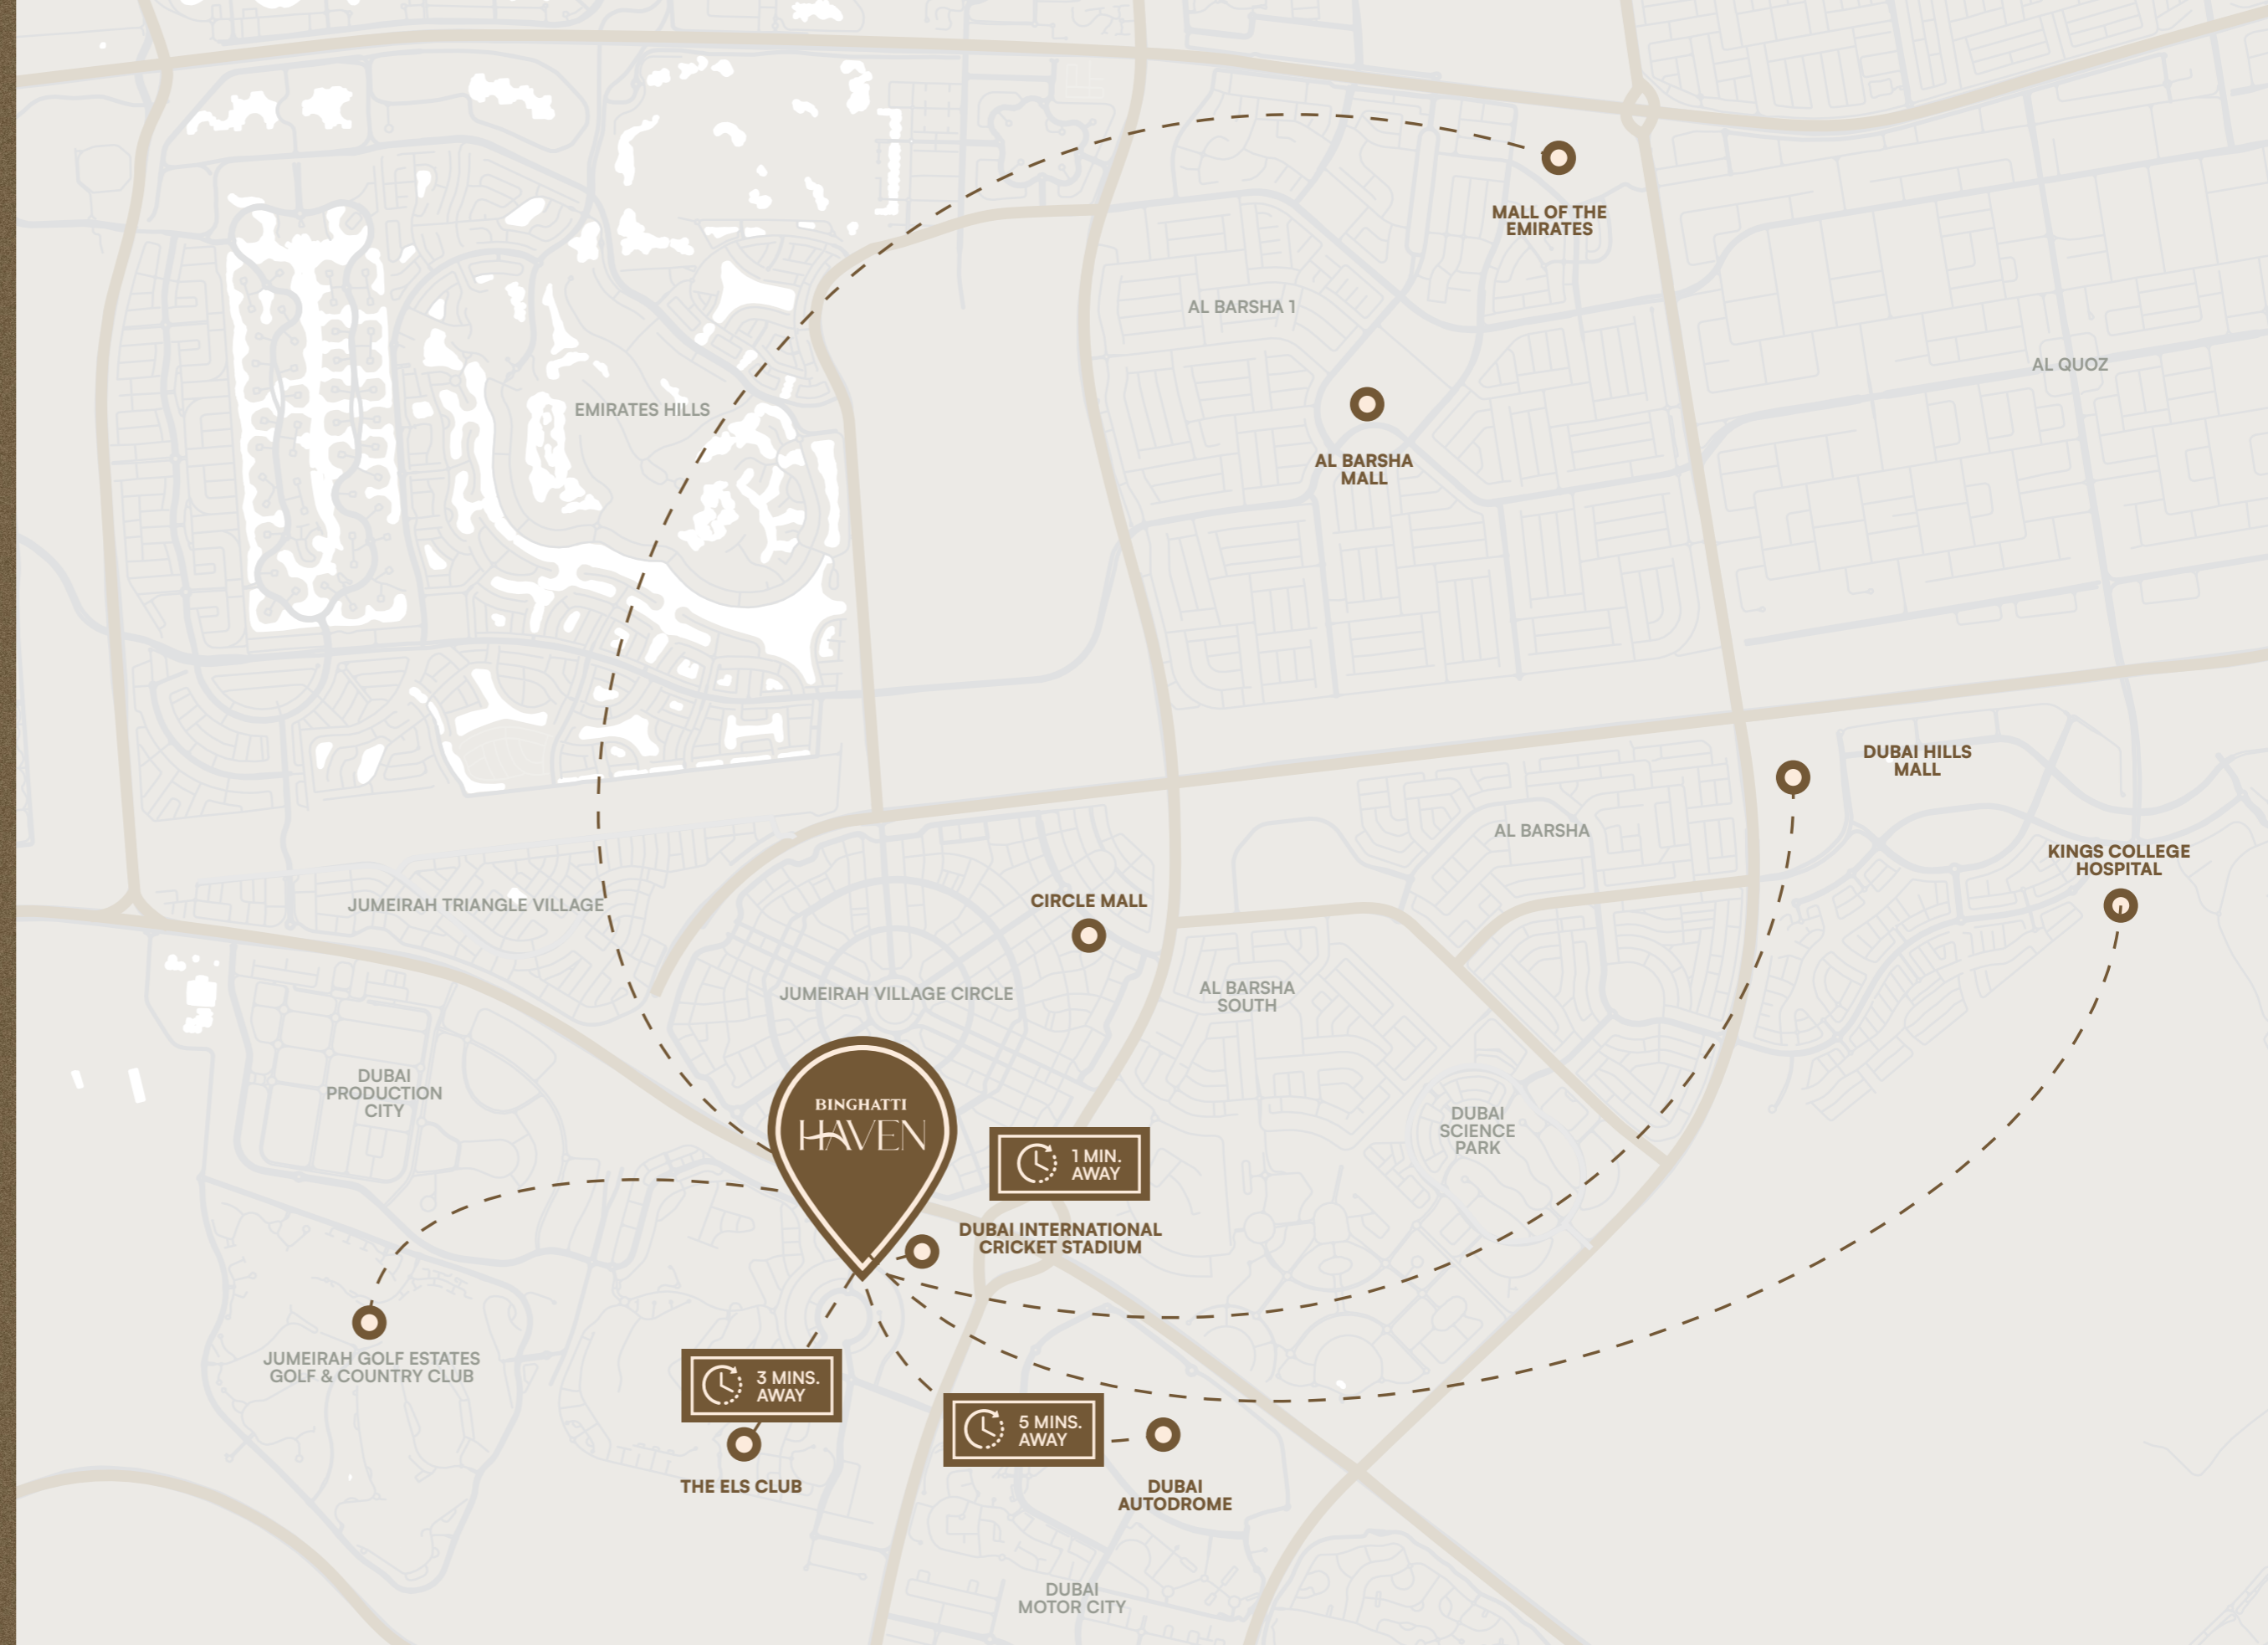 MALL OF THE
EMIRATES
AL BARSHA 1
AL QUOZ
EMIRATES HILLS
AL BARSHA
MALL
DUBAI HILLS
MALL
AL BARSHA
KINGS COLLEGE
HOSPITAL
CIRCLE MALL
JUMEIRAH TRIANGLE VILLAGE
JUMEIRAH VILLAGE CIRCLE
AL BARSHA
SOUTH
DUBAI
PRODUCTION
CITY
BINGHATTI
HAVEN
DUBAI
SCIENCE
PARK
1 MIN.
AWAY
DUBAI INTERNATIONAL
CRICKET STADIUM
JUMEIRAH GOLF ESTATES
GOLF & COUNTRY CLUB
3 MINS.
AWAY
5 MINS.
AWAY
THE ELS CLUB
DUBAI
AUTODROME
DUBAI
MOTOR CITY